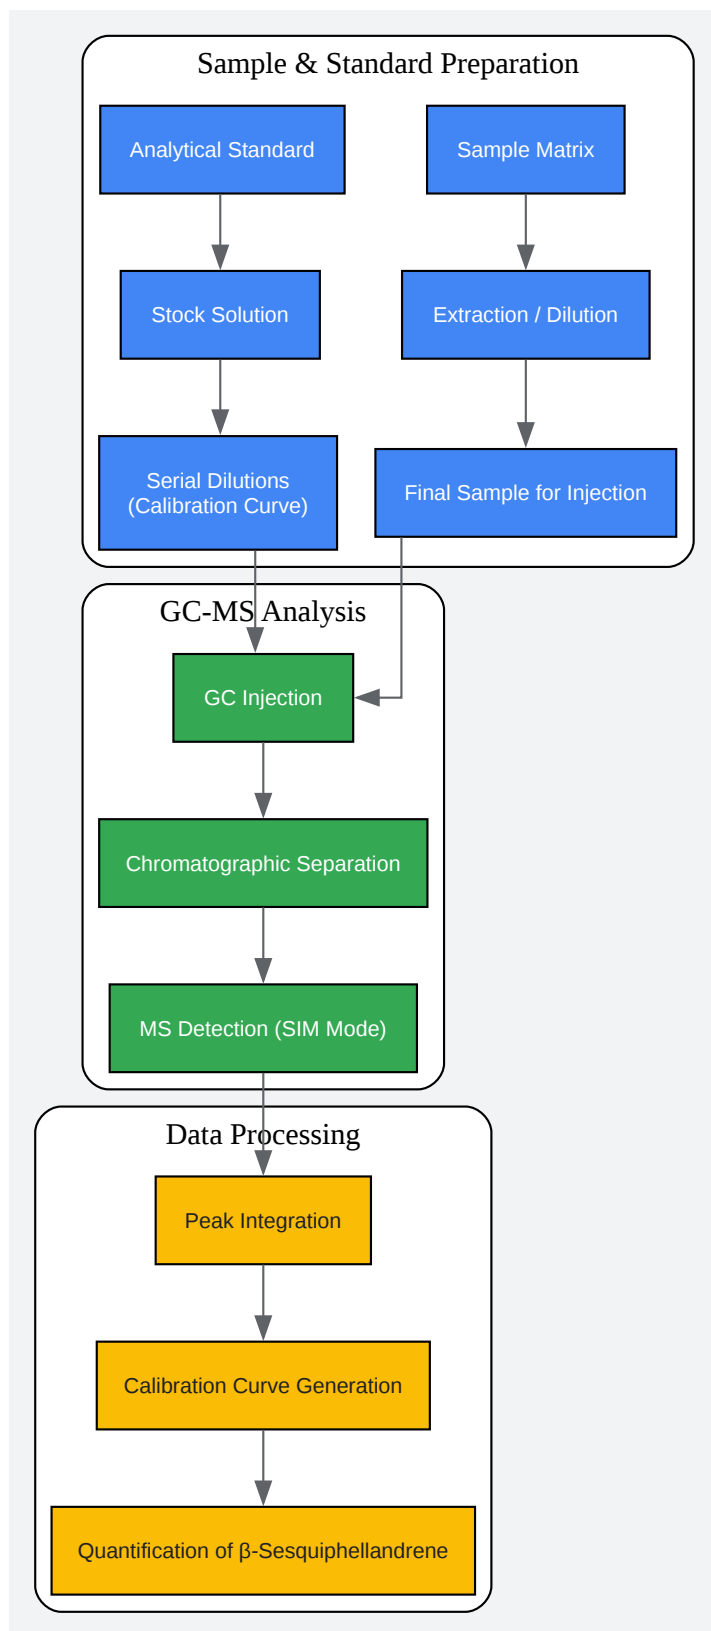 Sample & Standard Preparation
Analytical Standard
Sample Matrix
Stock Solution
Extraction / Dilution
Serial Dilutions
(Calibration Curve)
Final Sample for Injection
GC-MS Analysis
GC Injection
Chromatographic Separation
MS Detection (SIM Mode)
Data Processing
Peak Integration
Calibration Curve Generation
Quantification of β-Sesquiphellandrene